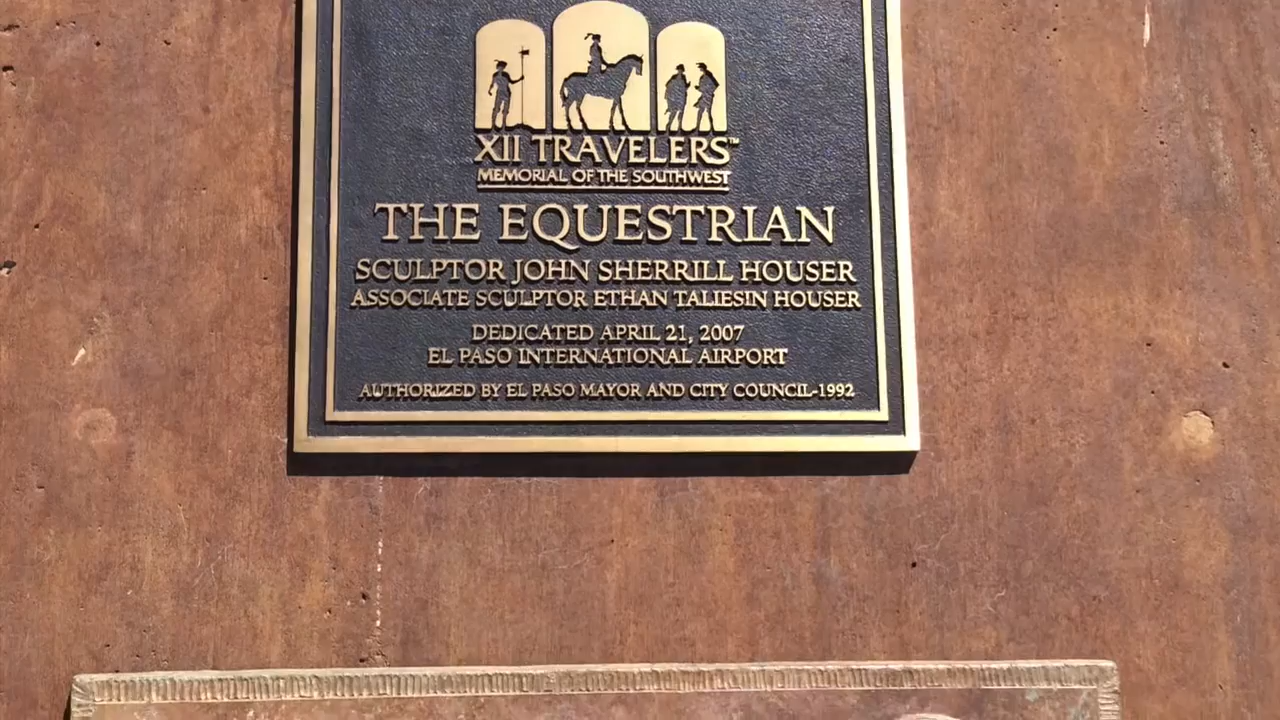 XII TRAVELERS™
MEMORIAL OF THE SOUTHWEST
THE EQUESTRIAN
SCULPTOR JOHN SHERRILL HOUSER
ASSOCIATE SCULPTOR ETHAN TALIESIN HOUSER
DEDICATED APRIL 21, 2007
EL PASO INTERNATIONAL AIRPORT
AUTHORIZED BY EL PASO MAYOR AND CITY COUNCIL-1992